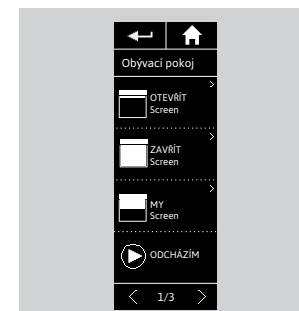 Obývací pokoj
OTEVŘÍT
Screen
ZAVŘÍT
Screen
MY
Screen
ODCHÁZÍM
1/3